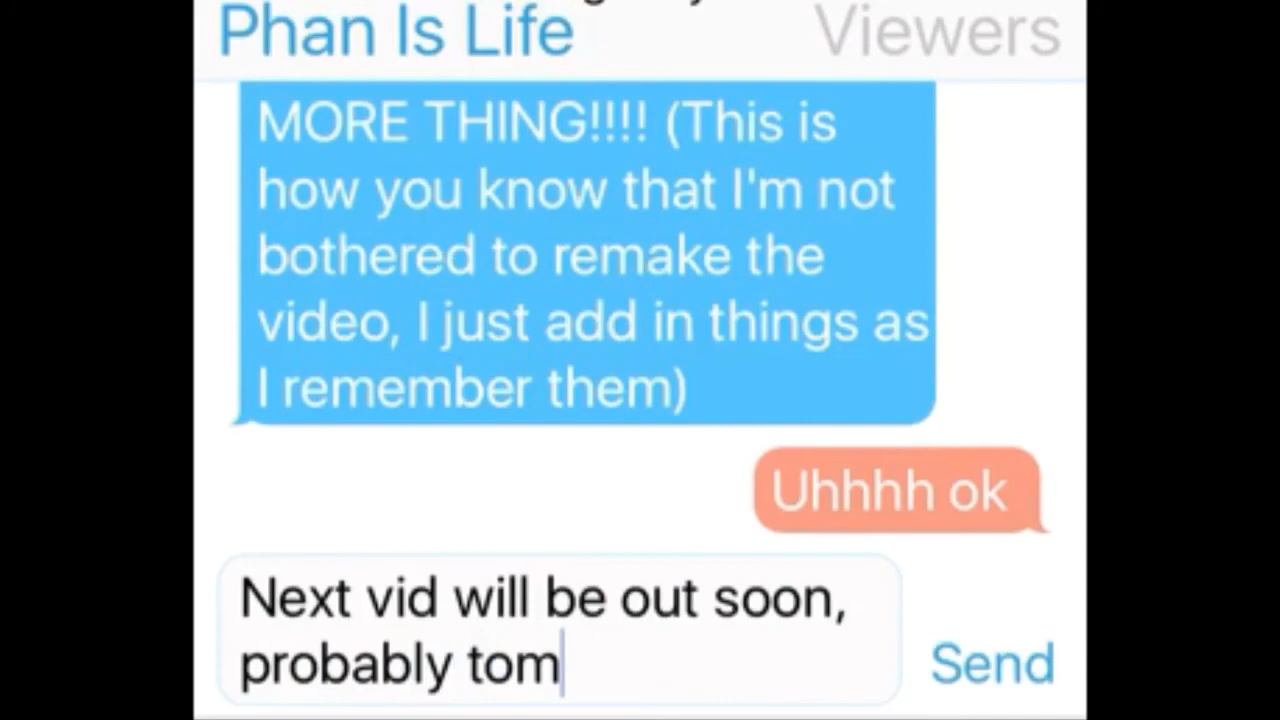 Phan Is Life Viewers
MORE THING!!!! (This is
how you know that I'm not
bothered to remake the
video, I just add in things as
I remember them)
Uhhhh ok
Next vid will be out soon,
probably tom
Send